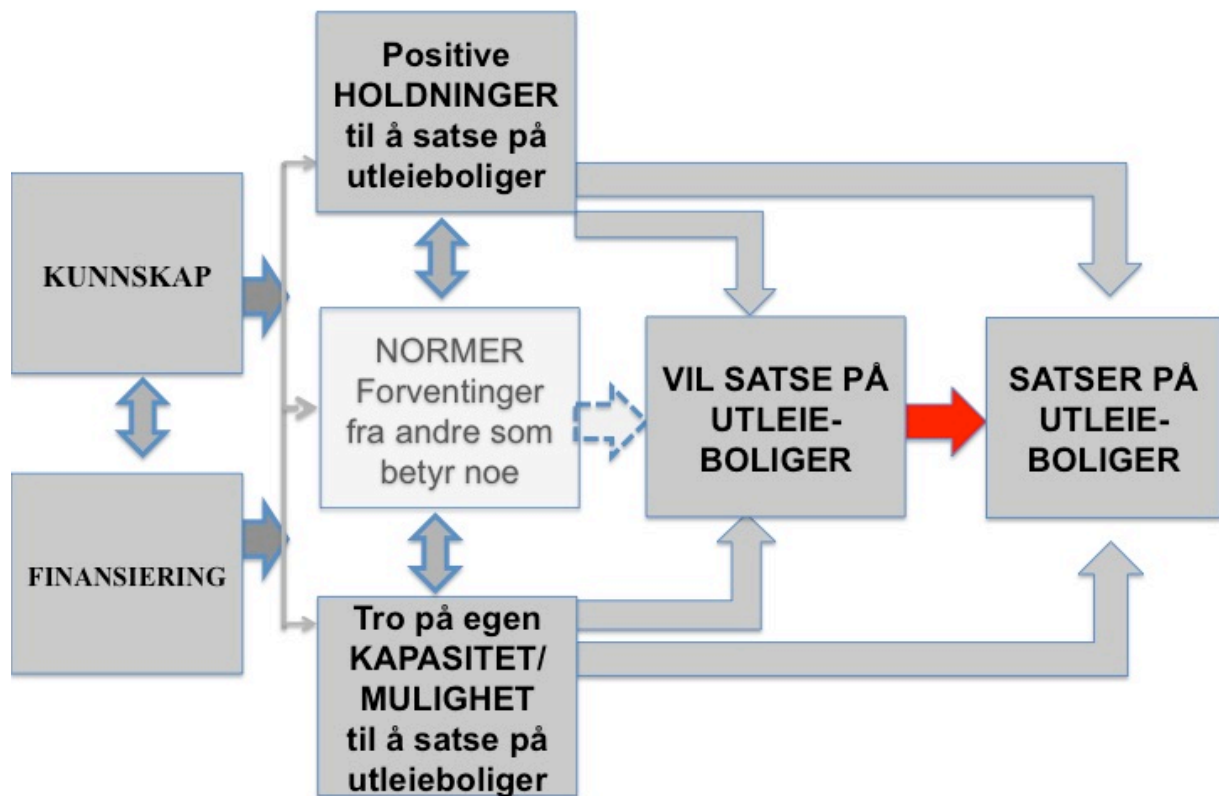 Positive
HOLDNINGER
til å satse på
utleieboliger
KUNNSKAP
FINANSIERING
NORMER
Forventinger
fra andre som
betyr noe
Tro på egen
KAPASITET/
MULIGHET
til å satse på
utleieboliger
VIL SATSE PÅ
UTLEIE-
BOLIGER
SATSER PÅ
UTLEIE-
BOLIGER